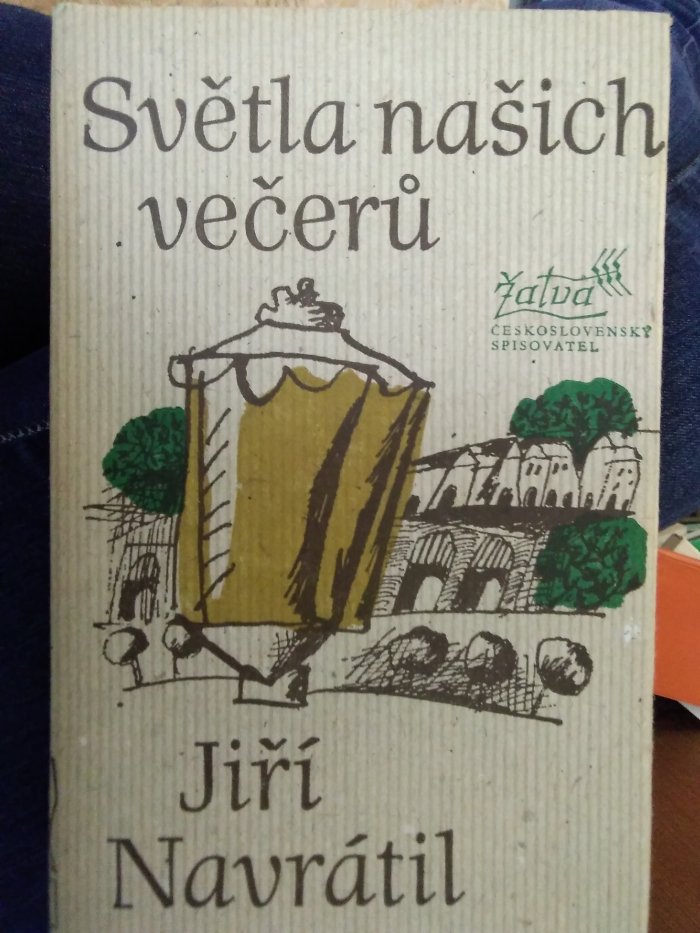 Světla našich
večerů
Žatva
ČESKOSLOVENSKÝ
SPISOVATEL
Jiří
Navrátil